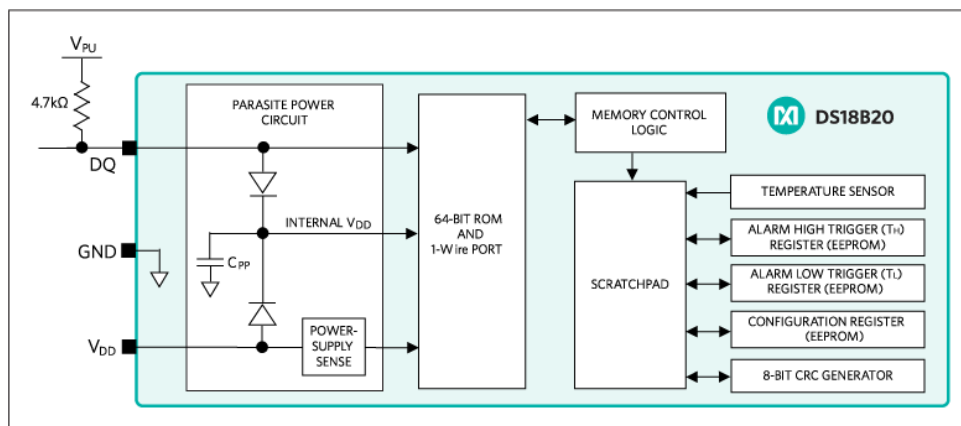 VPU
4.7kΩ
DQ
GND
VDD
PARASITE POWER
CIRCUIT
INTERNAL VDD
CPP
POWER-
SUPPLY
SENSE
64-BIT ROM
AND
1-Wire PORT
MEMORY CONTROL
LOGIC
SCRATCHPAD
DS18B20
TEMPERATURE SENSOR
ALARM HIGH TRIGGER (TH)
REGISTER (EEPROM)
ALARM LOW TRIGGER (TL)
REGISTER (EEPROM)
CONFIGURATION REGISTER
(EEPROM)
8-BIT CRC GENERATOR